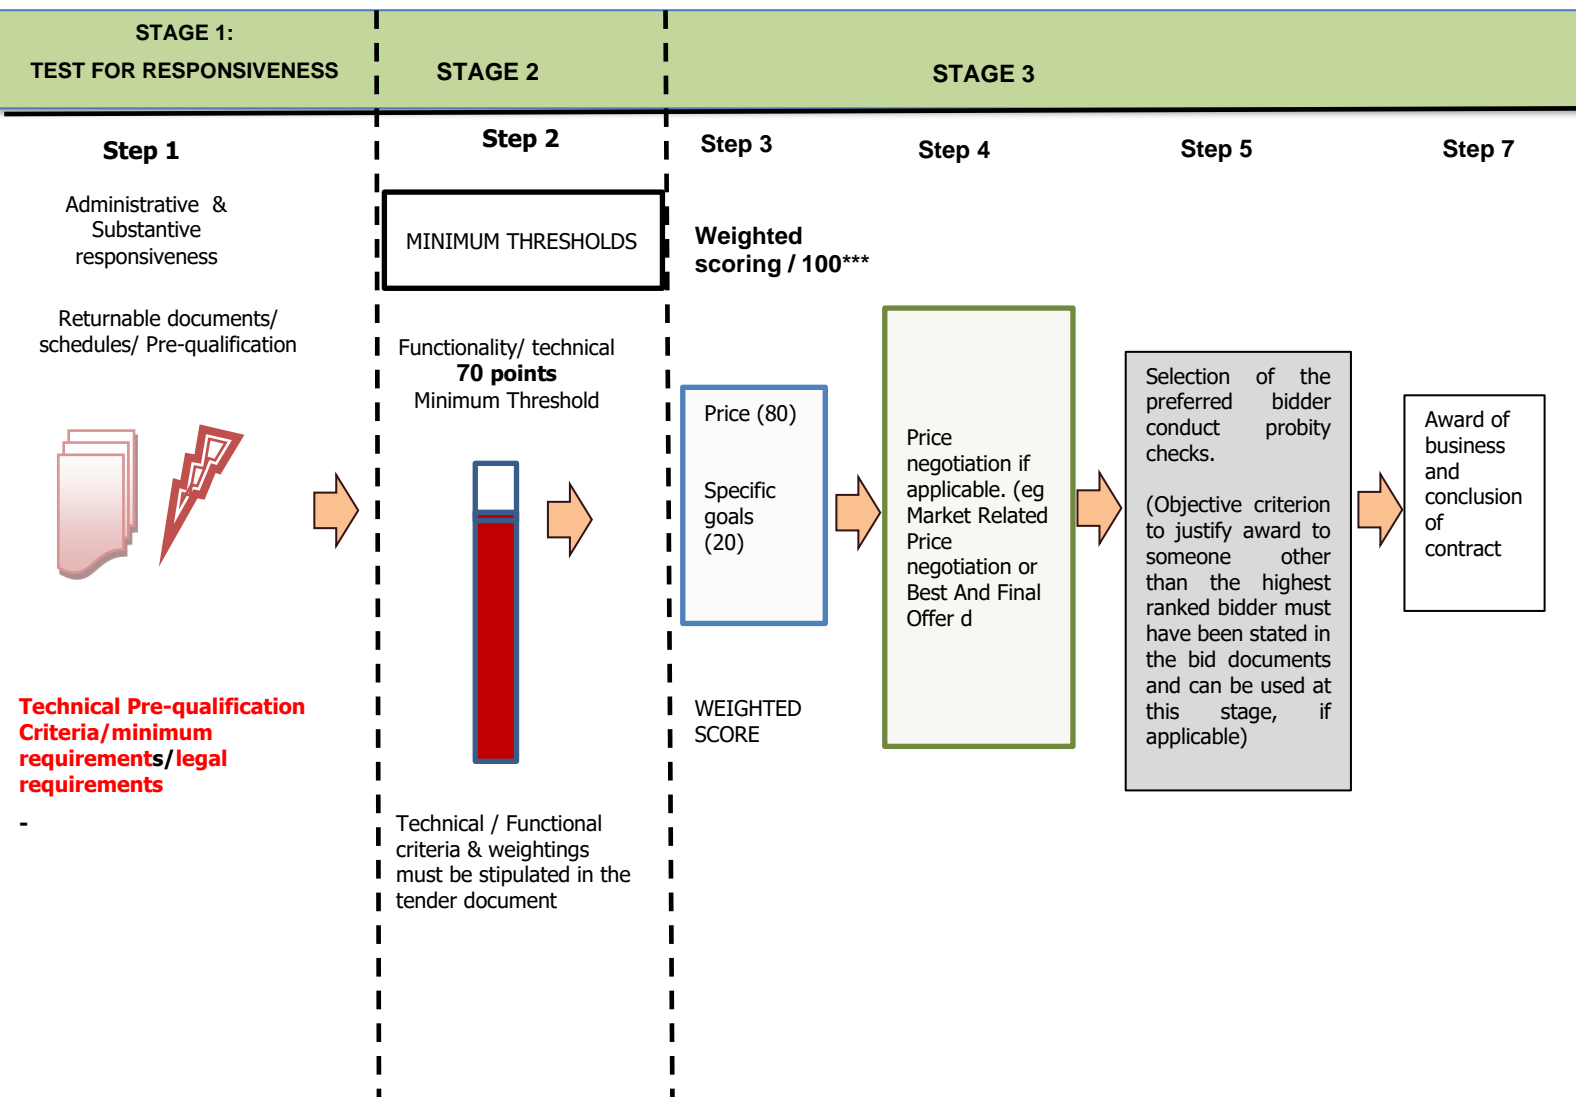 STAGE 1:
TEST FOR RESPONSIVENESS
STAGE 2
STAGE 3
Step 1
Administrative &
Substantive
responsiveness
Returnable documents/
schedules/ Pre-qualification
Technical Pre-qualification
Criteria/minimum
requirements/legal
requirements
-
Step 2
MINIMUM THRESHOLDS
Functionality/ technical
70 points
Minimum Threshold
Technical / Functional
criteria & weightings
must be stipulated in the
tender document
Step 3
Weighted
scoring / 100***
Price (80)
Specific
goals
(20)
WEIGHTED
SCORE
Step 4
Price
negotiation if
applicable. (eg
Market Related
Price
negotiation or
Best And Final
Offer d
Step 5
Selection of the
preferred bidder
conduct probity
checks.
(Objective criterion
to justify award to
someone other
than the highest
ranked bidder must
have been stated in
the bid documents
and can be used at
this stage, if
applicable)
Step 7
Award of
business
and
conclusion
of
contract